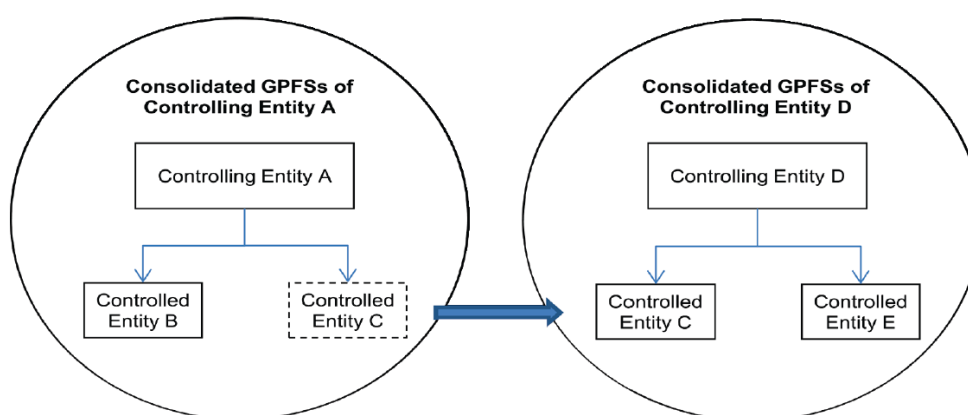 Consolidated GPFSs of
Controlling Entity A
Controlling Entity A
Controlled
Entity B
Controlled
Entity C
Consolidated GPFSs of
Controlling Entity D
Controlling Entity D
Controlled
Entity C
Controlled
Entity E